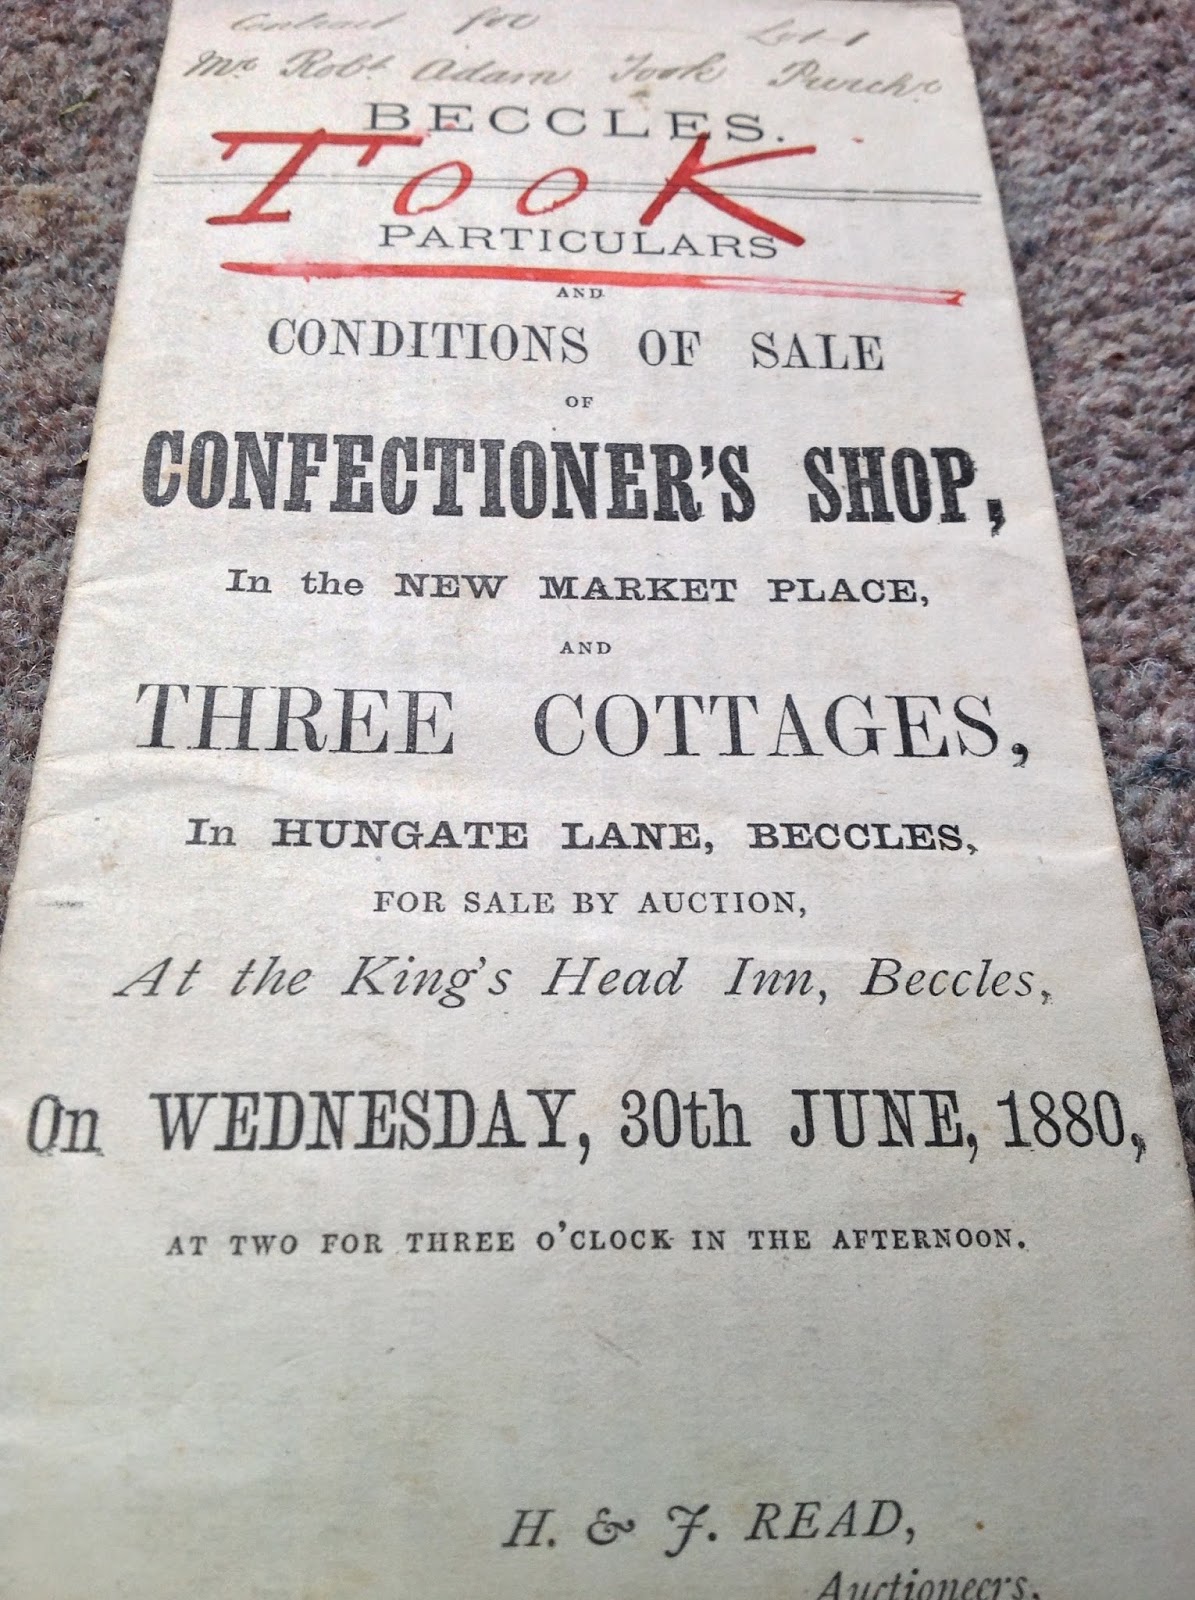 Contract for Lot 1
Mr. Robt. Adam Took Purchr.
BECCLES.
TOOK
PARTICULARS
AND
CONDITIONS OF SALE
OF
CONFECTIONER'S SHOP,
In the NEW MARKET PLACE,
AND
THREE COTTAGES,
In HUNGATE LANE, BECCLES,
FOR SALE BY AUCTION,
At the King's Head Inn, Beccles,
On WEDNESDAY, 30th JUNE, 1880,
AT TWO FOR THREE O'CLOCK IN THE AFTERNOON.
H. & J. READ,
Auctioneers.